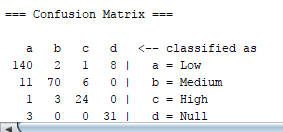 === Confusion Matrix ===
a b c d <-- classified as
140 2 1 8 | a = Low
11 70 6 0 | b = Medium
1 3 24 0 | c = High
3 0 0 31 | d = Null